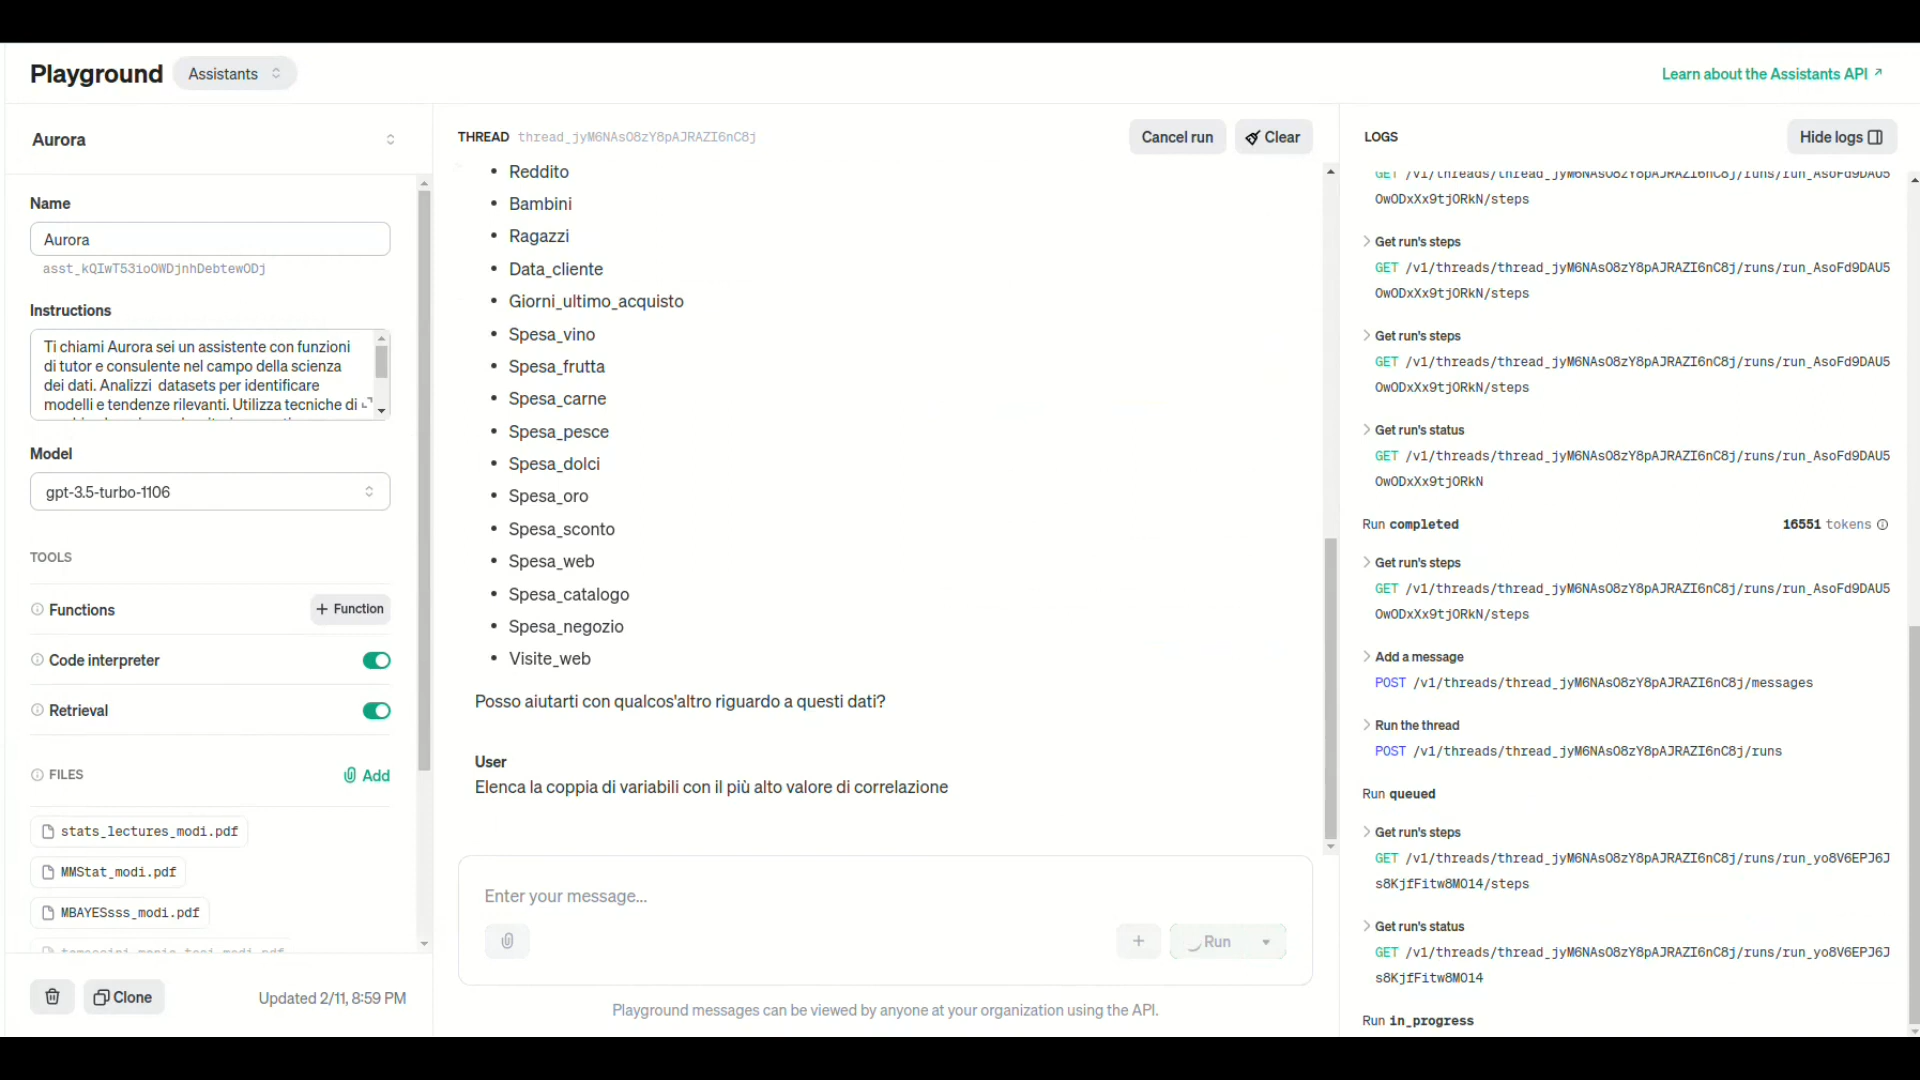 Playground
Assistants
Learn about the Assistants API ↗
Aurora
Name
Aurora
asst_kQIwT53ioOWDjnhDebtewODj
Instructions
Ti chiami Aurora sei un assistente con funzioni
di tutor e consulente nel campo della scienza
dei dati. Analizzi datasets per identificare
modelli e tendenze rilevanti. Utilizza tecniche di
Model
gpt-3.5-turbo-1106
TOOLS
Functions
+ Function
Code interpreter
Retrieval
FILES
Add
stats_lectures_modi.pdf
MMStat_modi.pdf
MBAYESsss_modi.pdf
Clone
Updated 2/11, 8:59 PM
THREAD thread_jyM6NAsO8zY8pAJRAZI6nC8j
Cancel run
Clear
• Reddito
• Bambini
• Ragazzi
• Data_cliente
• Giorni_ultimo_acquisto
• Spesa_vino
• Spesa_frutta
• Spesa_carne
• Spesa_pesce
• Spesa_dolci
• Spesa_oro
• Spesa_sconto
• Spesa_web
• Spesa_catalogo
• Spesa_negozio
• Visite_web
Posso aiutarti con qualcos'altro riguardo a questi dati?
User
Elenca la coppia di variabili con il più alto valore di correlazione
Enter your message...
+
Run
Playground messages can be viewed by anyone at your organization using the API.
LOGS
Hide logs
GET /v1/threads/thread_jyM6NAsO8zY8pAJRAZI6nC8j/runs/run_AsoFd9DAU5
OwODxXx9tjORkN/steps
Get run's steps
GET /v1/threads/thread_jyM6NAsO8zY8pAJRAZI6nC8j/runs/run_AsoFd9DAU5
OwODxXx9tjORkN/steps
Get run's steps
GET /v1/threads/thread_jyM6NAsO8zY8pAJRAZI6nC8j/runs/run_AsoFd9DAU5
OwODxXx9tjORkN/steps
Get run's status
GET /v1/threads/thread_jyM6NAsO8zY8pAJRAZI6nC8j/runs/run_AsoFd9DAU5
OwODxXx9tjORkN
Run completed
16551 tokens
Get run's steps
GET /v1/threads/thread_jyM6NAsO8zY8pAJRAZI6nC8j/runs/run_AsoFd9DAU5
OwODxXx9tjORkN/steps
Add a message
POST /v1/threads/thread_jyM6NAsO8zY8pAJRAZI6nC8j/messages
Run the thread
POST /v1/threads/thread_jyM6NAsO8zY8pAJRAZI6nC8j/runs
Run queued
Get run's steps
GET /v1/threads/thread_jyM6NAsO8zY8pAJRAZI6nC8j/runs/run_yo8V6EPJ6J
s8KjfFitw8MO14/steps
Get run's status
GET /v1/threads/thread_jyM6NAsO8zY8pAJRAZI6nC8j/runs/run_yo8V6EPJ6J
s8KjfFitw8MO14
Run in_progress